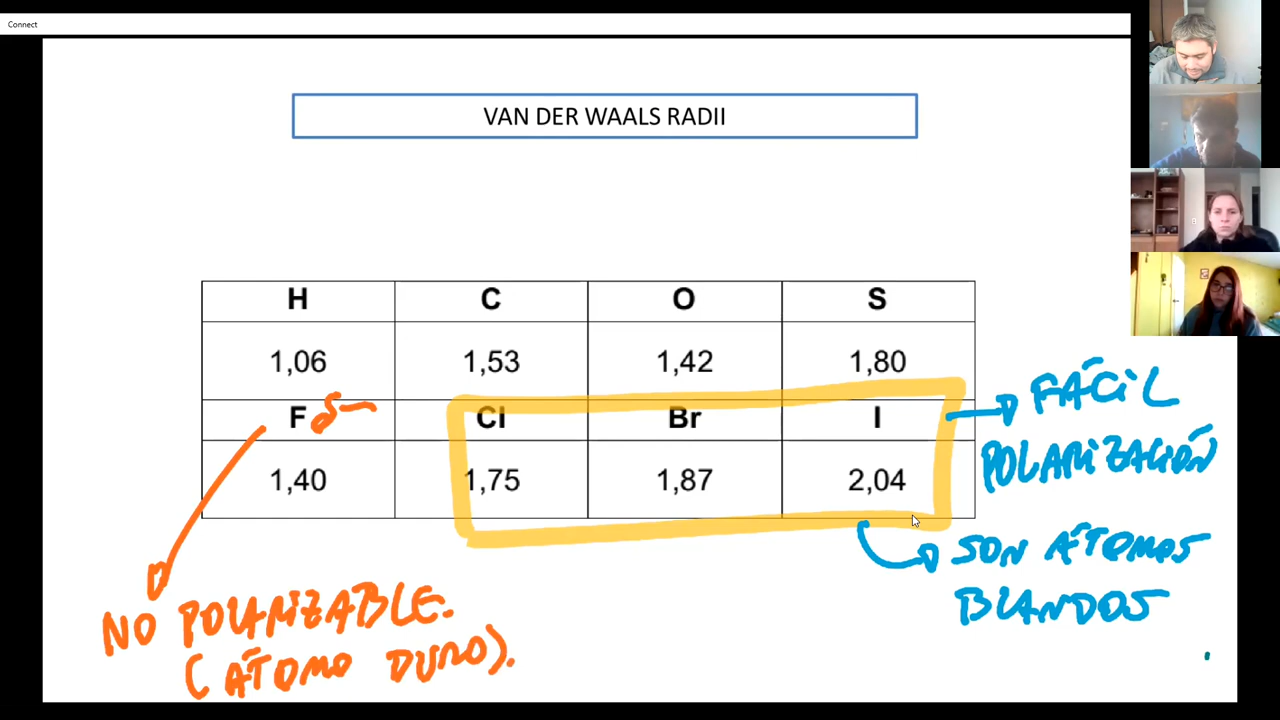 Connect
VAN DER WAALS RADII
H C O S
1,06 1,53 1,42 1,80
F δ- Cl Br I
1,40 1,75 1,87 2,04
FÁCIL
POLARIZACIÓN
SON ÁTOMOS
BLANDOS
NO POLARIZABLE.
(ÁTOMO DURO).